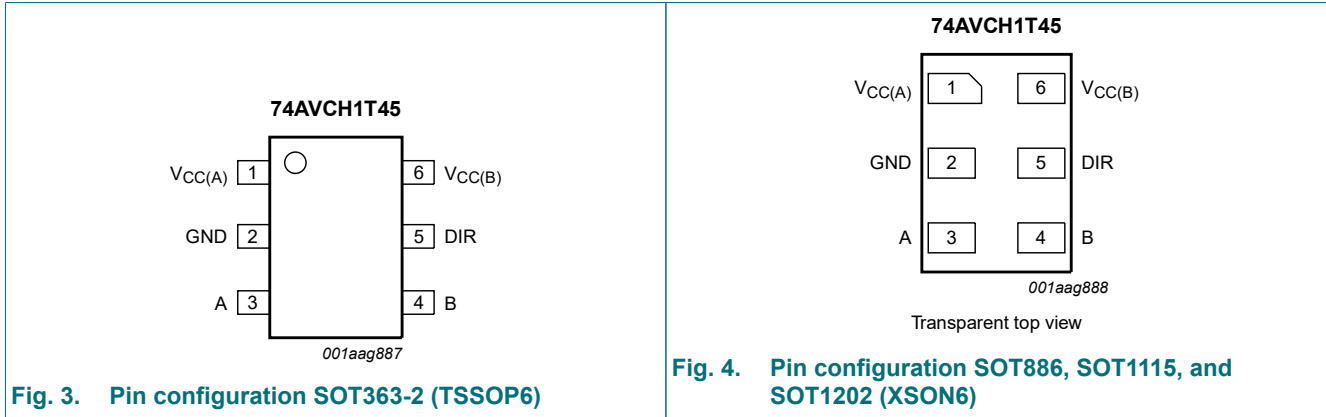 74AVCH1T45
VCC(A) 1 6 VCC(B)
GND 2 5 DIR
A 3 4 B
001aag887
Fig. 3. Pin configuration SOT363-2 (TSSOP6)
74AVCH1T45
VCC(A) 1 6 VCC(B)
GND 2 5 DIR
A 3 4 B
001aag888
Transparent top view
Fig. 4. Pin configuration SOT886, SOT1115, and
SOT1202 (XSON6)